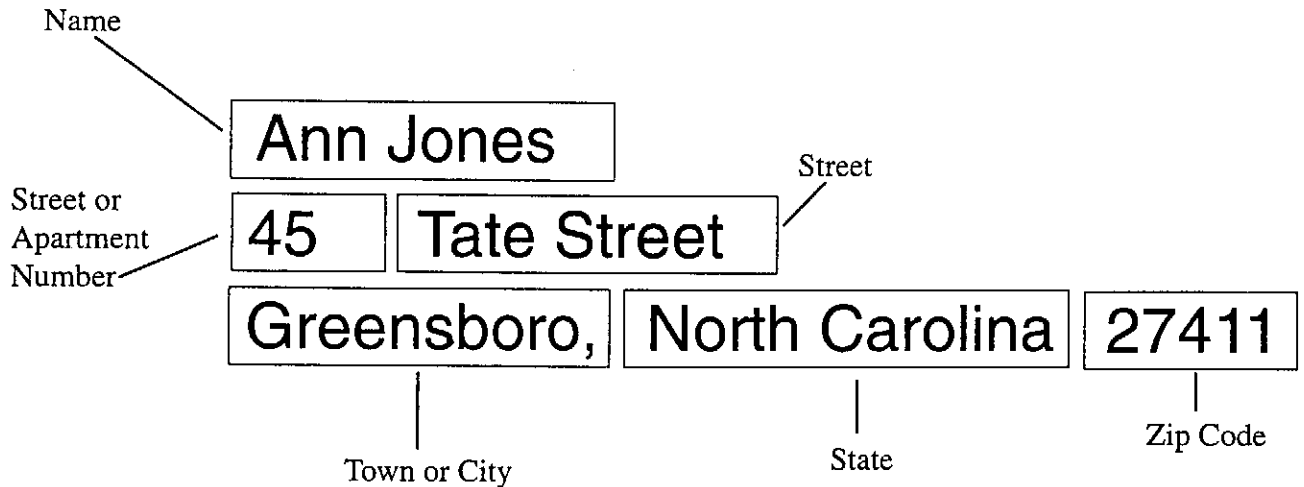 Name
Ann Jones
Street
Street or
Apartment
Number
45 Tate Street
Greensboro, North Carolina 27411
Town or City
State
Zip Code